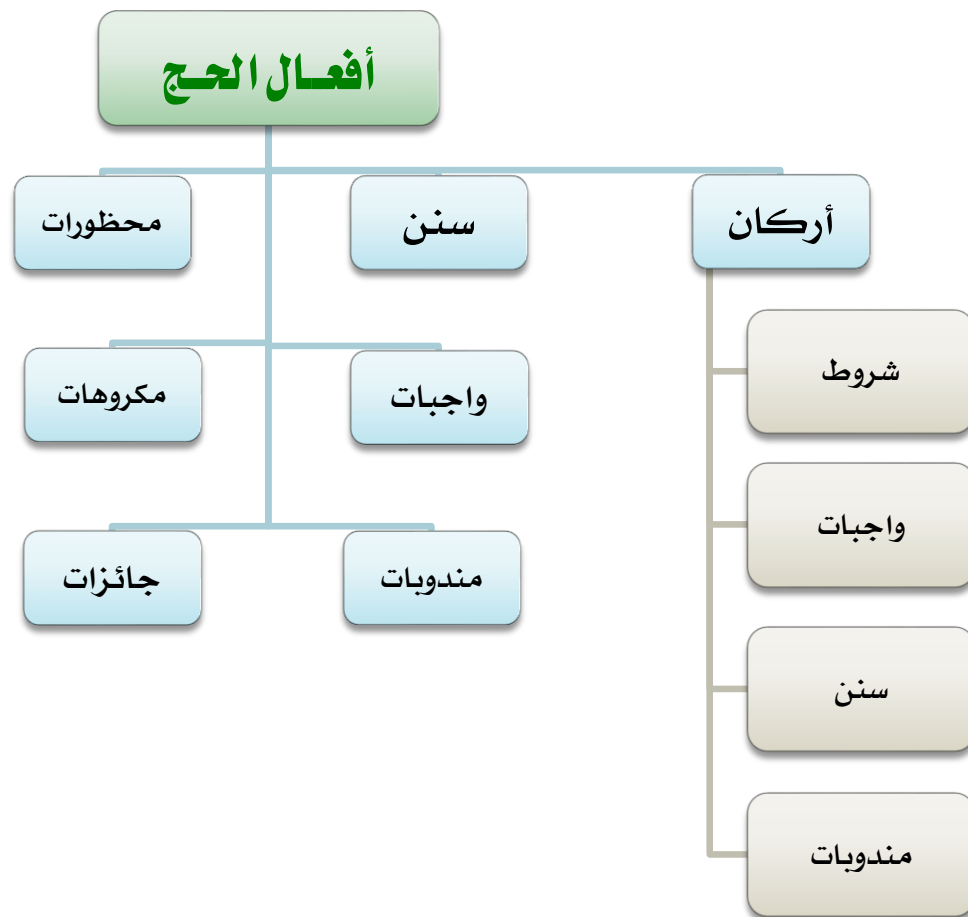 أفعال الحج
أركان
سنن
محظورات
شروط
واجبات
مكروهات
واجبات
مندوبات
جائزات
سنن
مندوبات